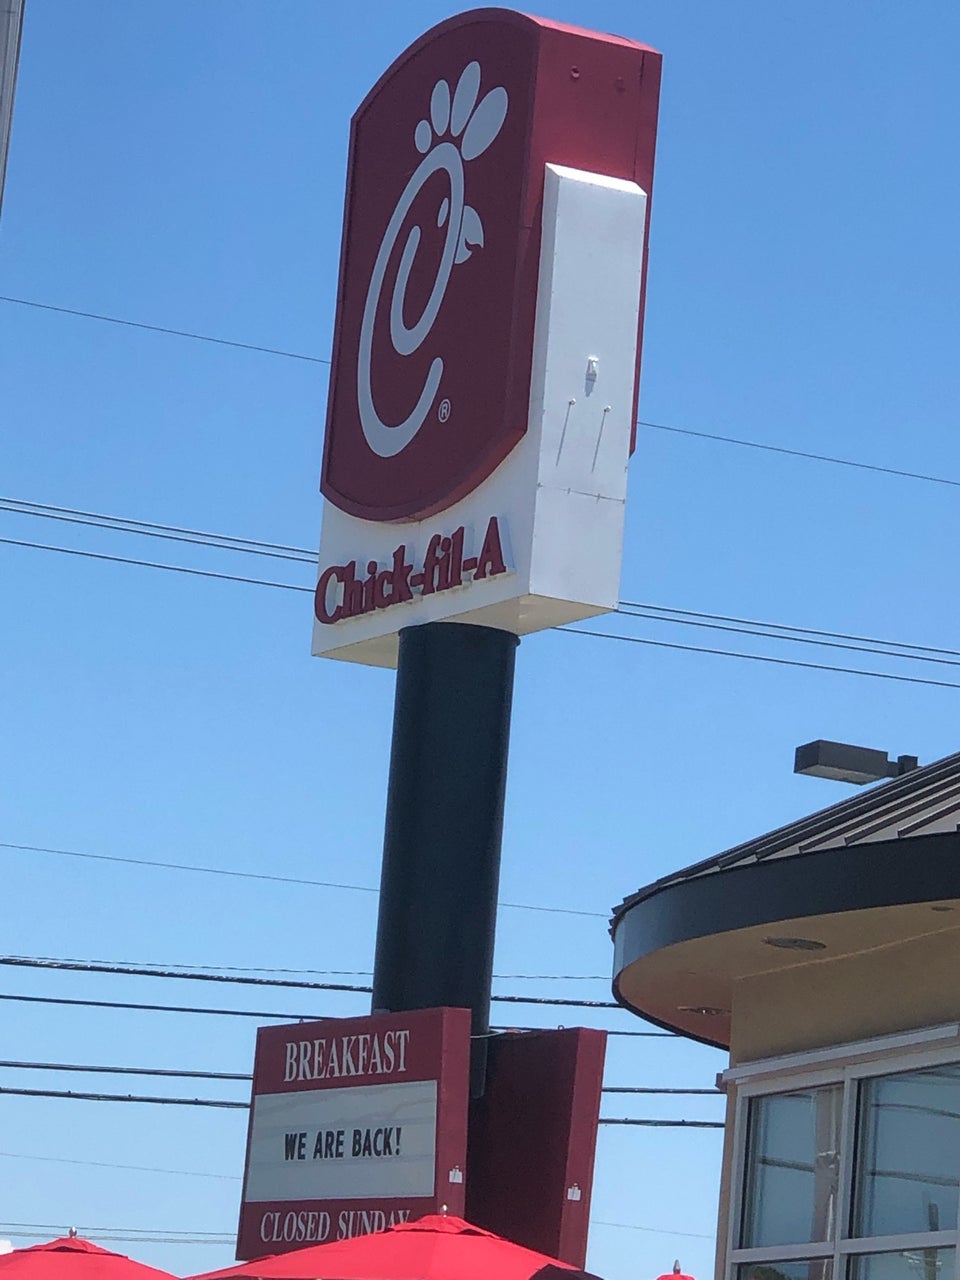 ®
Chick-fil-A
BREAKFAST
WE ARE BACK!
CLOSED SUNDAY